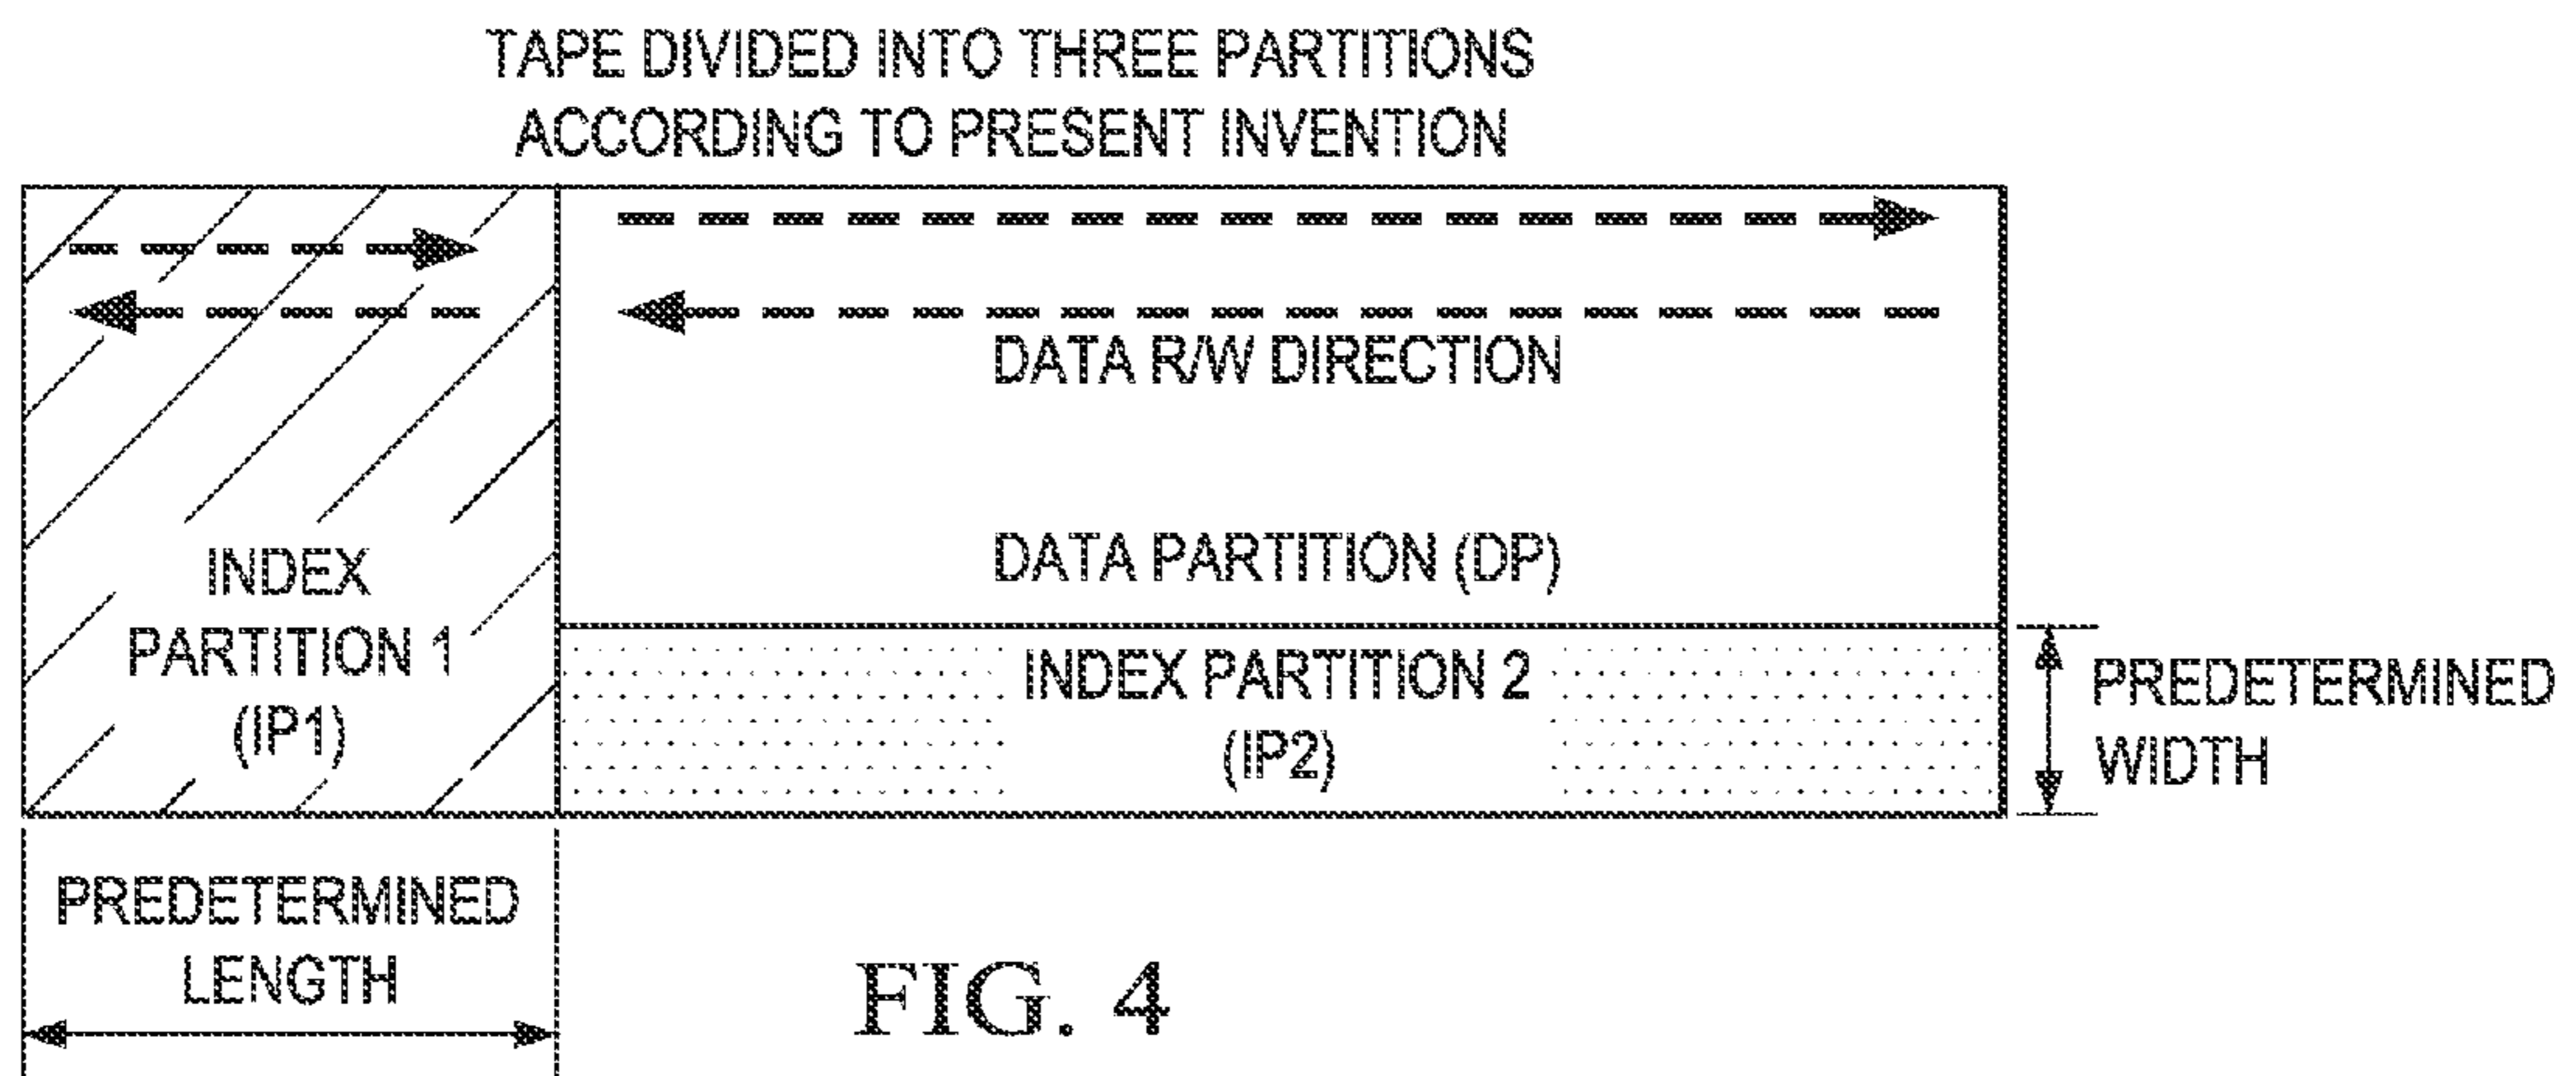 TAPE DIVIDED INTO THREE PARTITIONS
ACCORDING TO PRESENT INVENTION
DATA R/W DIRECTION
DATA PARTITION (DP)
INDEX
PARTITION 1
(IP1)
INDEX PARTITION 2
(IP2)
PREDETERMINED
WIDTH
PREDETERMINED
LENGTH
FIG. 4